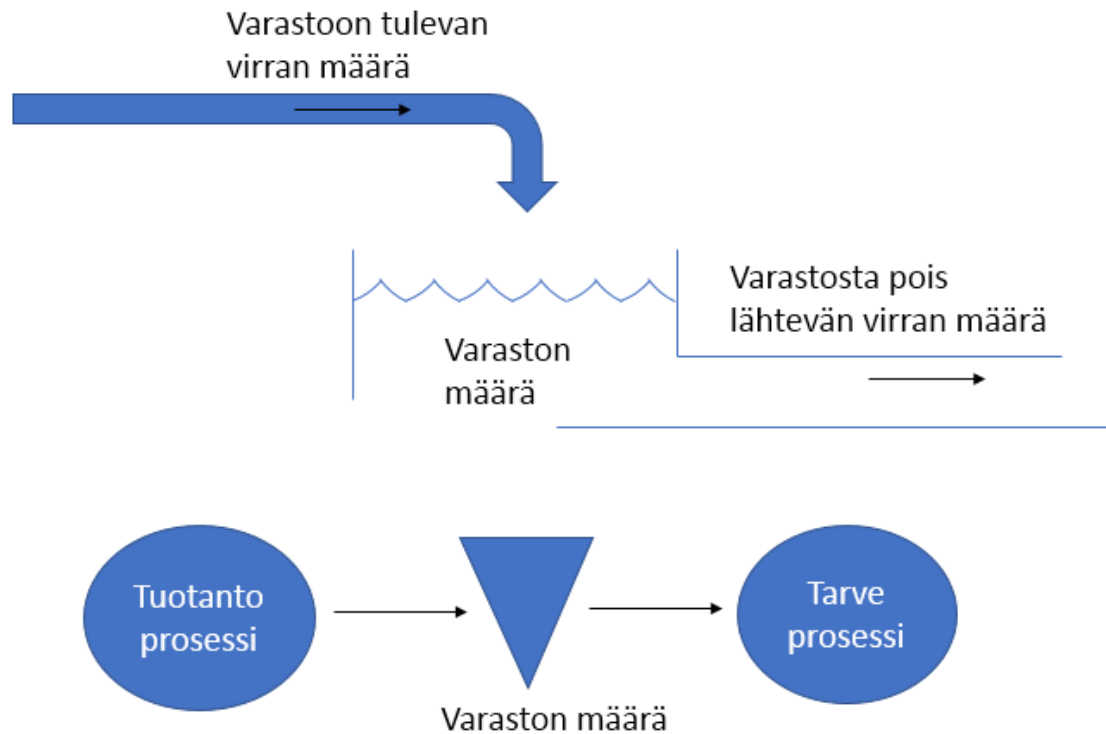 Varastoon tulevan
virran määrä
Varastosta pois
lähtevän virran määrä
Varaston
määrä
Tuotanto
prosessi
Tarve
prosessi
Varaston määrä